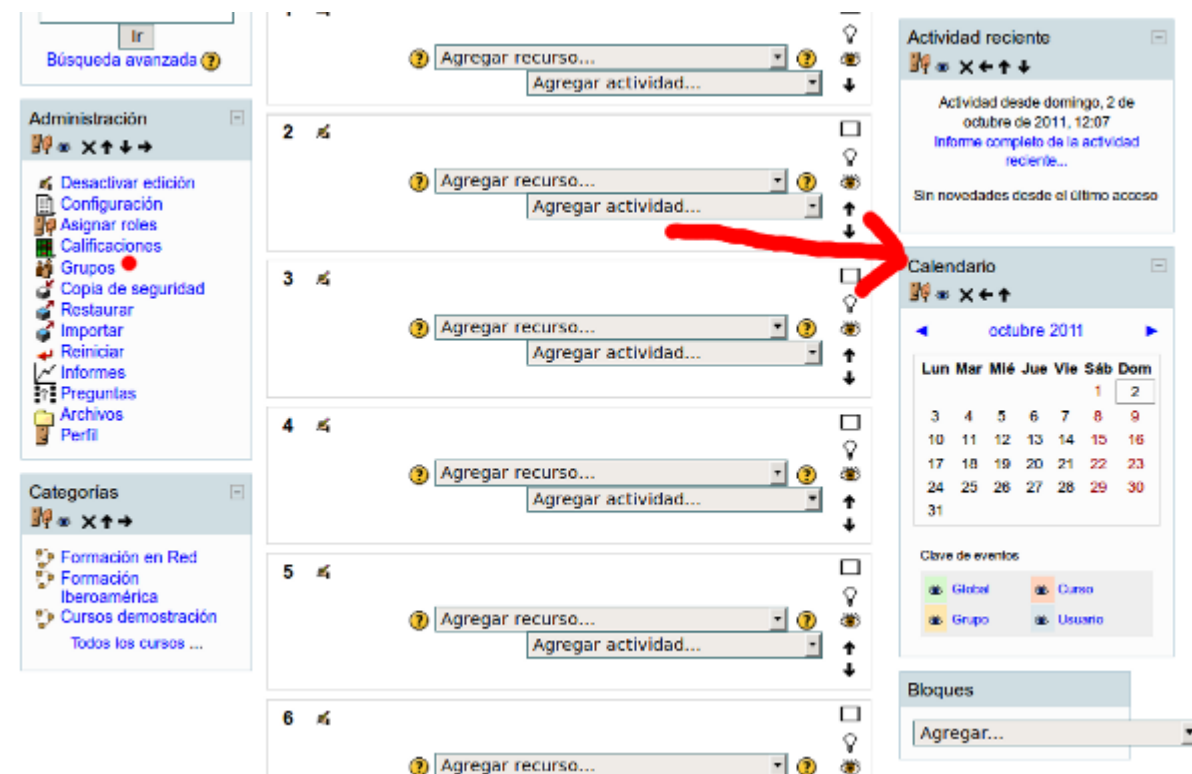 Ir
Búsqueda avanzada
Administración
Desactivar edición
Configuración
Asignar roles
Calificaciones
Grupos
Copia de seguridad
Restaurar
Importar
Reiniciar
Informes
Preguntas
Archivos
Perfil
Categorías
Formación en Red
Formación
Iberoamérica
Cursos demostración
Todos los cursos ...
Agregar recurso...
Agregar actividad...
2
Agregar recurso...
Agregar actividad...
3
Agregar recurso...
Agregar actividad...
4
Agregar recurso...
Agregar actividad...
5
Agregar recurso...
Agregar actividad...
6
Agregar recurso...
Actividad reciente
Actividad desde domingo, 2 de
octubre de 2011, 12:07
Informe completo de la actividad
reciente...
Sin novedades desde el último acceso
Calendario
octubre 2011
Lun Mar Mié Jue Vie Sáb Dom
1 2
3 4 5 6 7 8 9
10 11 12 13 14 15 16
17 18 19 20 21 22 23
24 25 26 27 28 29 30
31
Clave de eventos
Global Curso
Grupo Usuario
Bloques
Agregar...